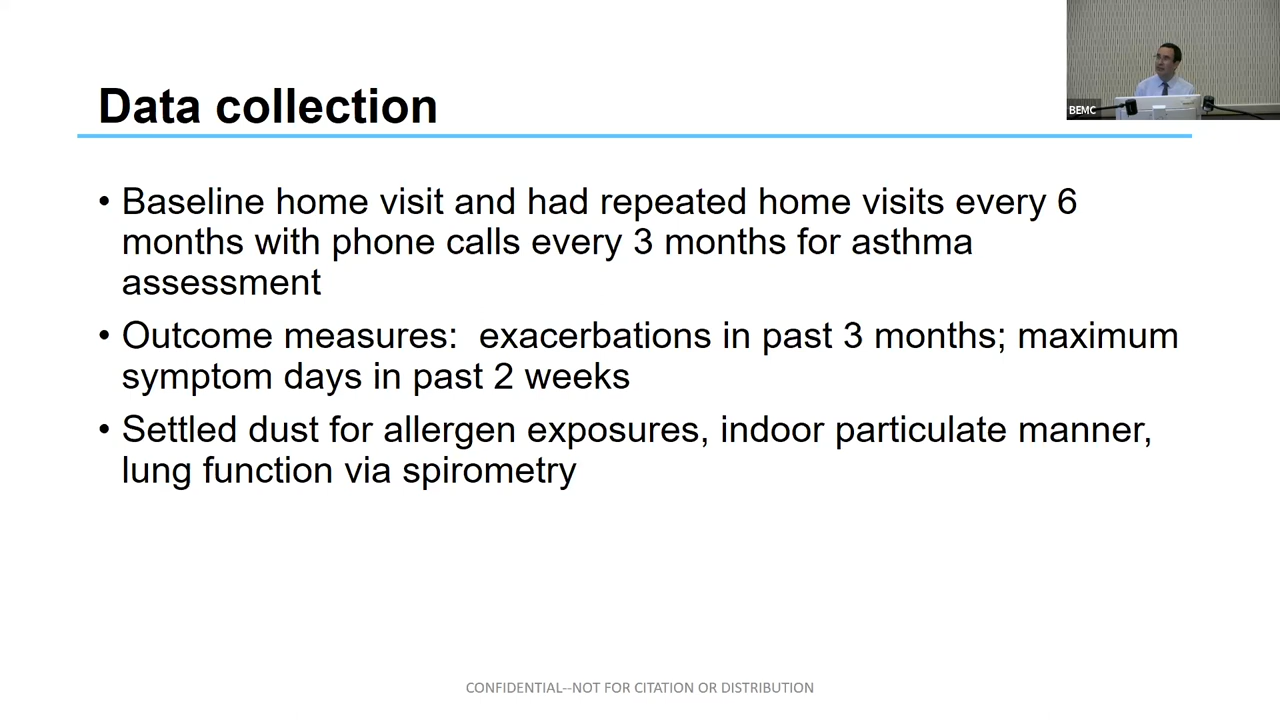 Data collection
BEMC
• Baseline home visit and had repeated home visits every 6
months with phone calls every 3 months for asthma
assessment
• Outcome measures:  exacerbations in past 3 months; maximum
symptom days in past 2 weeks
• Settled dust for allergen exposures, indoor particulate manner,
lung function via spirometry
CONFIDENTIAL--NOT FOR CITATION OR DISTRIBUTION